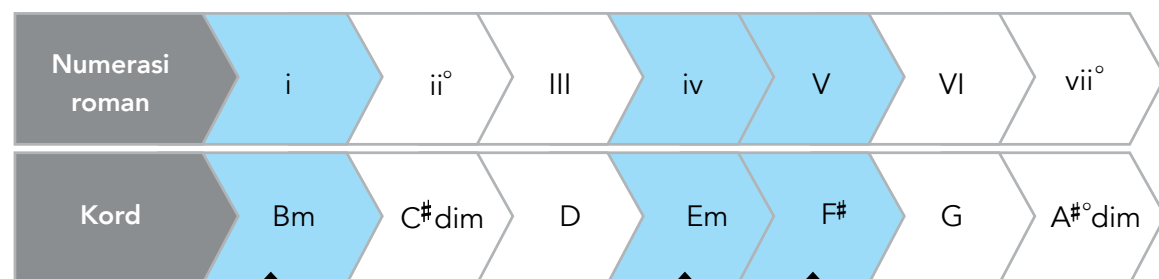 Numerasi roman i ii° III iv V VI vii°
Kord Bm C♯dim D Em F♯ G A♯°dim